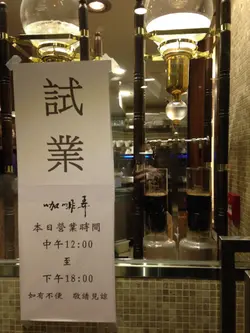 試
業
咖啡弄
本日營業時間
中午12:00
至
下午18:00
如有不便 敬請見諒